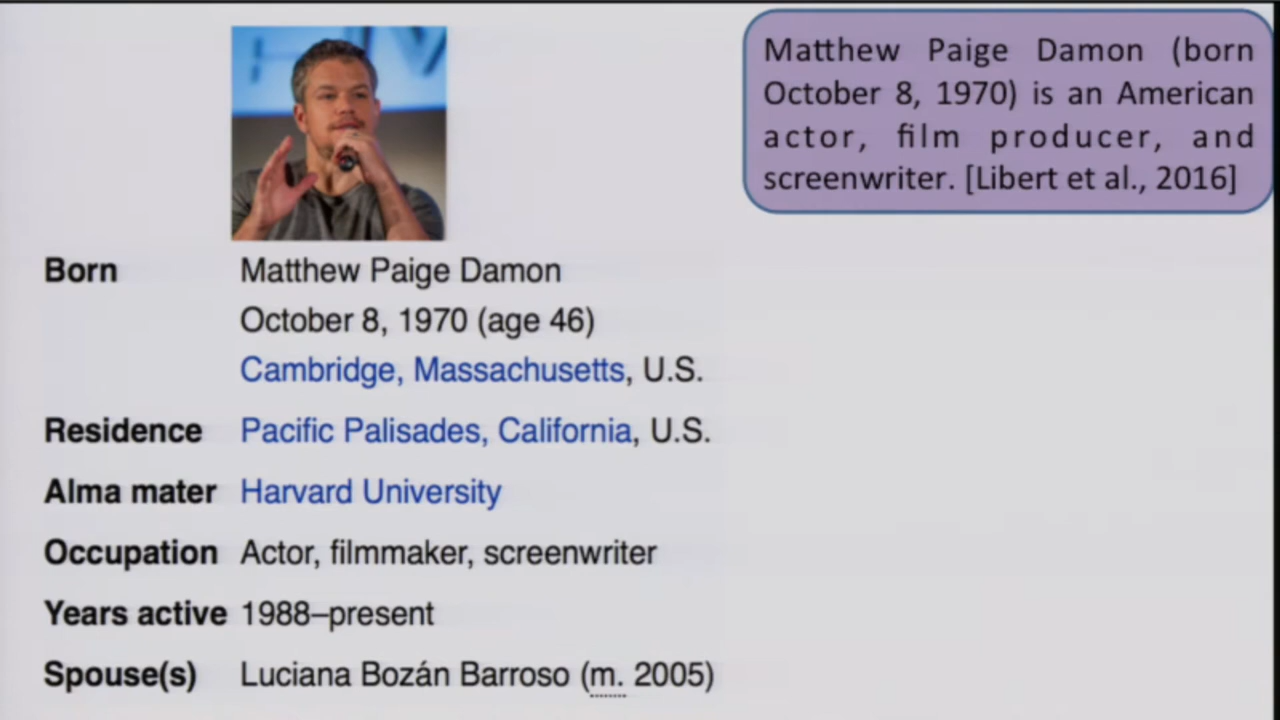 Matthew Paige Damon (born
October 8, 1970) is an American
actor, film producer, and
screenwriter. [Libert et al., 2016]
Born Matthew Paige Damon
October 8, 1970 (age 46)
Cambridge, Massachusetts, U.S.
Residence Pacific Palisades, California, U.S.
Alma mater Harvard University
Occupation Actor, filmmaker, screenwriter
Years active 1988–present
Spouse(s) Luciana Bozán Barroso (m. 2005)